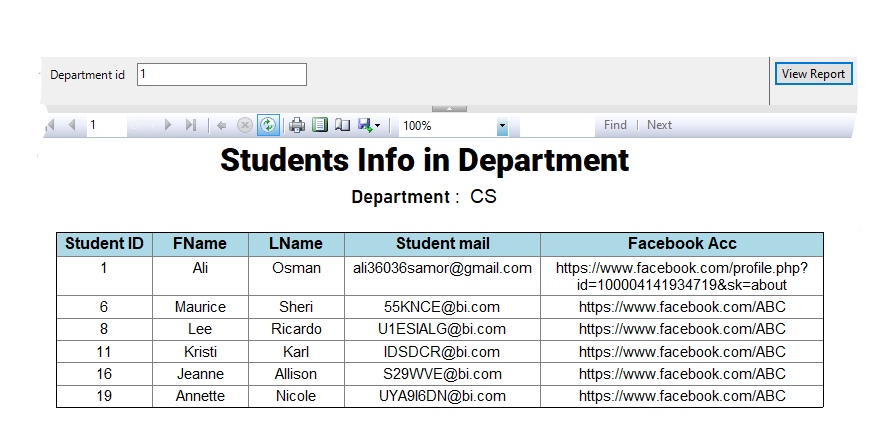 Department id 1 View Report
1 100% Find | Next
Students Info in Department
Department : CS
Student ID FName LName Student mail Facebook Acc
1 Ali Osman ali36036samor@gmail.com https://www.facebook.com/profile.php?
id=100004141934719&sk=about
6 Maurice Sheri 55KNCE@bi.com https://www.facebook.com/ABC
8 Lee Ricardo U1ESIALG@bi.com https://www.facebook.com/ABC
11 Kristi Karl IDSDCR@bi.com https://www.facebook.com/ABC
16 Jeanne Allison S29WVE@bi.com https://www.facebook.com/ABC
19 Annette Nicole UYA9I6DN@bi.com https://www.facebook.com/ABC